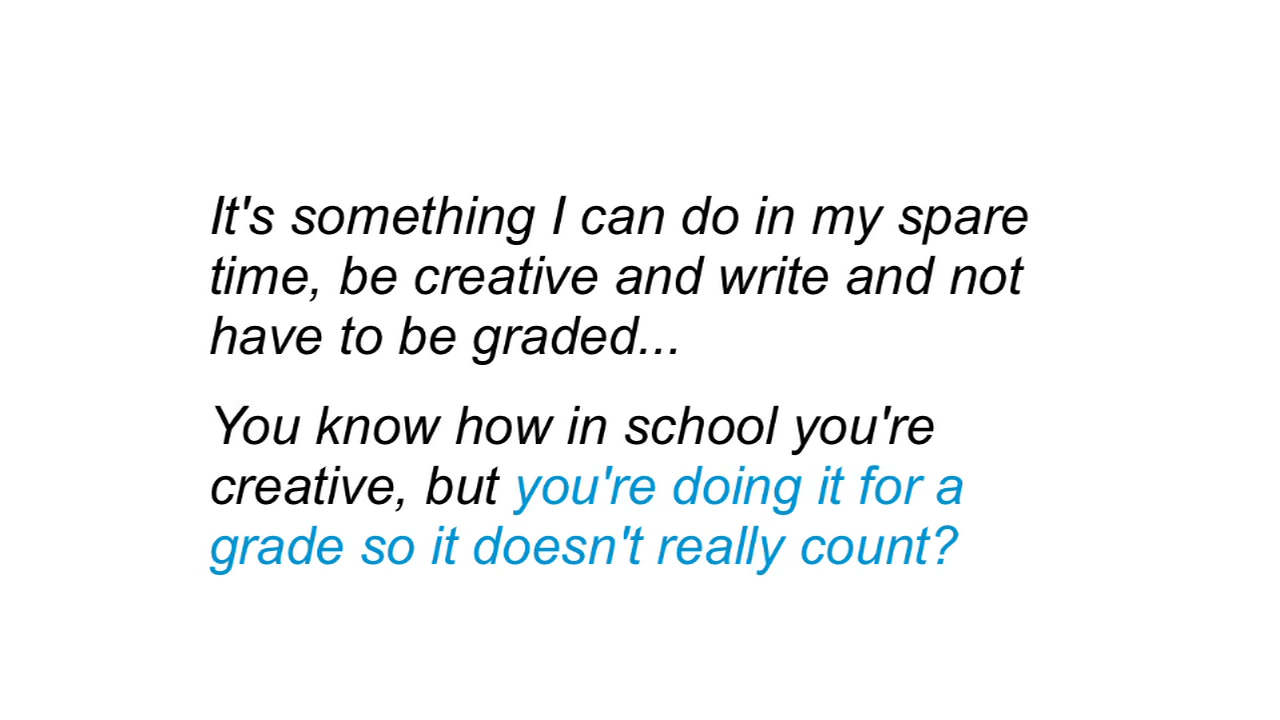 It's something I can do in my spare
time, be creative and write and not
have to be graded...
You know how in school you're
creative, but you're doing it for a
grade so it doesn't really count?